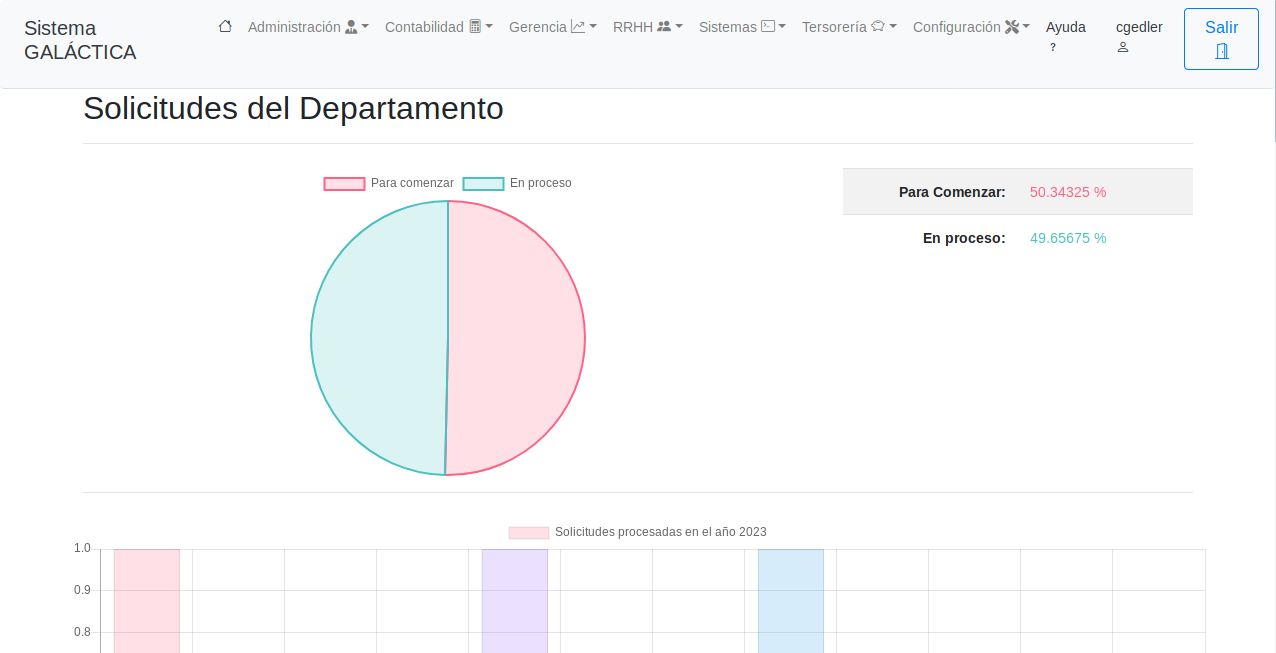 Sistema GALÁCTICA
Administración Contabilidad Gerencia RRHH Sistemas Tersorería Configuración Ayuda ? cgedler Salir
Solicitudes del Departamento
Para comenzar En proceso
Para Comenzar: 50.34325 %
En proceso: 49.65675 %
Solicitudes procesadas en el año 2023
1.0
0.9
0.8